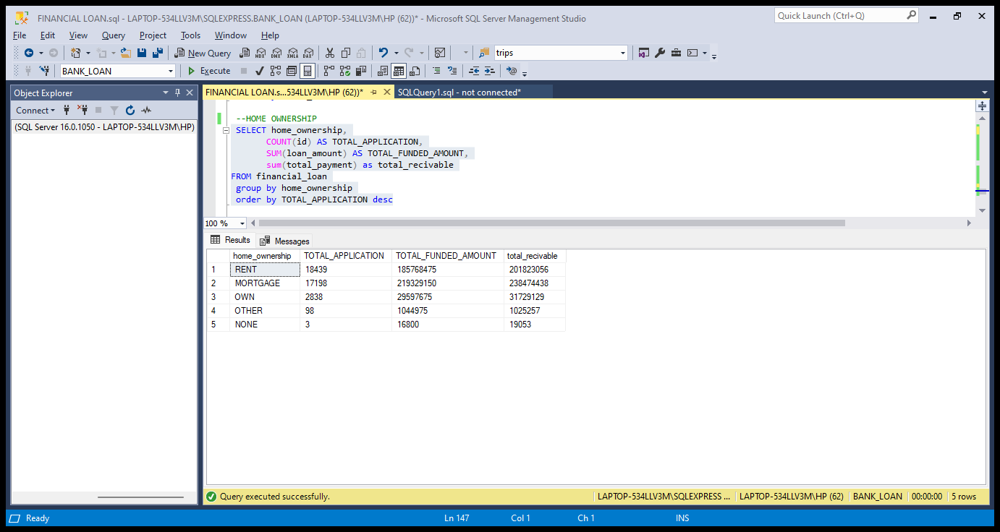 FINANCIAL LOAN.sql - LAPTOP-534LLV3M\SQLEXPRESS.BANK_LOAN (LAPTOP-534LLV3M\HP (62))* - Microsoft SQL Server Management Studio
Quick Launch (Ctrl+Q)
File Edit View Query Project Tools Window Help
New Query MDX DMX XMLA DAX trips
BANK_LOAN Execute
Object Explorer
FINANCIAL LOAN.s...534LLV3M\HP (62))* SQLQuery1.sql - not connected*
Connect
(SQL Server 16.0.1050 - LAPTOP-534LLV3M\HP)
--HOME OWNERSHIP
SELECT home_ownership,
COUNT(id) AS TOTAL_APPLICATION,
SUM(loan_amount) AS TOTAL_FUNDED_AMOUNT,
sum(total_payment) as total_recivable
FROM financial_loan
group by home_ownership
order by TOTAL_APPLICATION desc
100 %
Results Messages
home_ownership TOTAL_APPLICATION TOTAL_FUNDED_AMOUNT total_recivable
1 RENT 18439 185768475 201823056
2 MORTGAGE 17198 219329150 238474438
3 OWN 2838 29597675 31729129
4 OTHER 98 1044975 1025257
5 NONE 3 16800 19053
Query executed successfully. LAPTOP-534LLV3M\SQLEXPRESS ... LAPTOP-534LLV3M\HP (62) BANK_LOAN 00:00:00 5 rows
Ready Ln 147 Col 1 Ch 1 INS